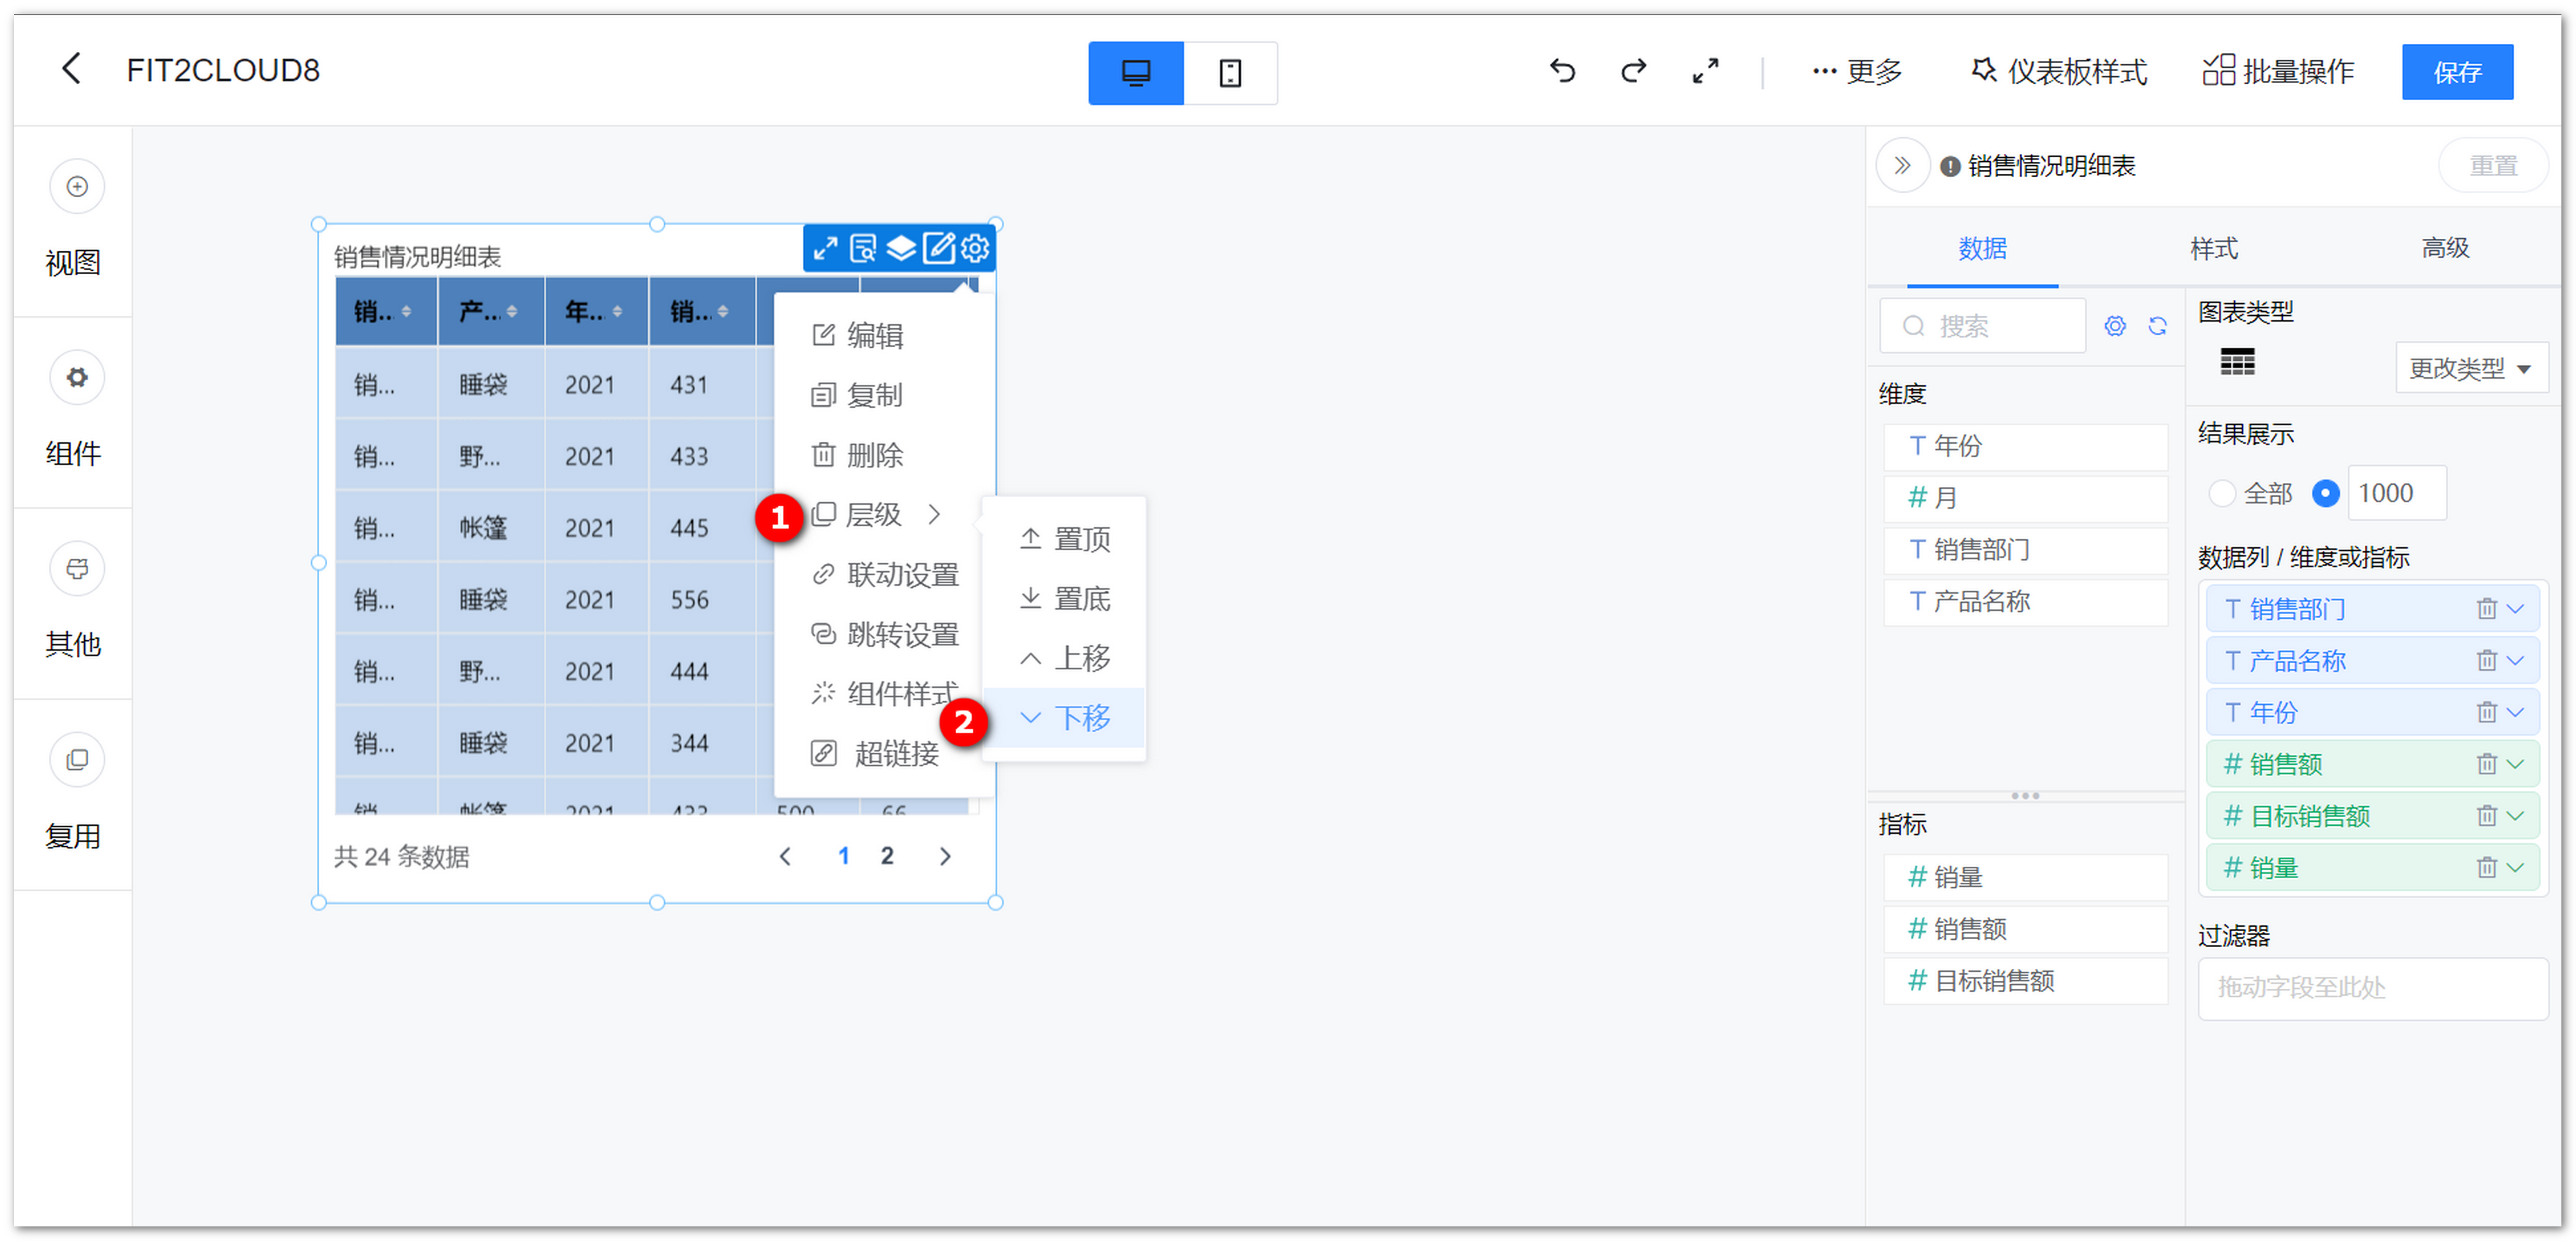 FIT2CLOUD8
更多
仪表板样式
批量操作
保存
视图
组件
其他
复用
销售情况明细表
销...
产...
年...
销...
销... 睡袋 2021 431
销... 野... 2021 433
销... 帐篷 2021 445
销... 睡袋 2021 556
销... 野... 2021 444
销... 睡袋 2021 344
销 帐篷 2021 433 500 66
共 24 条数据
1 2
编辑
复制
删除
1 层级
联动设置
跳转设置
组件样式
超链接
置顶
置底
上移
2 下移
销售情况明细表
重置
数据
样式
高级
搜索
维度
T 年份
# 月
T 销售部门
T 产品名称
指标
# 销量
# 销售额
# 目标销售额
图表类型
更改类型
结果展示
全部
1000
数据列 / 维度或指标
T 销售部门
T 产品名称
T 年份
# 销售额
# 目标销售额
# 销量
过滤器
拖动字段至此处